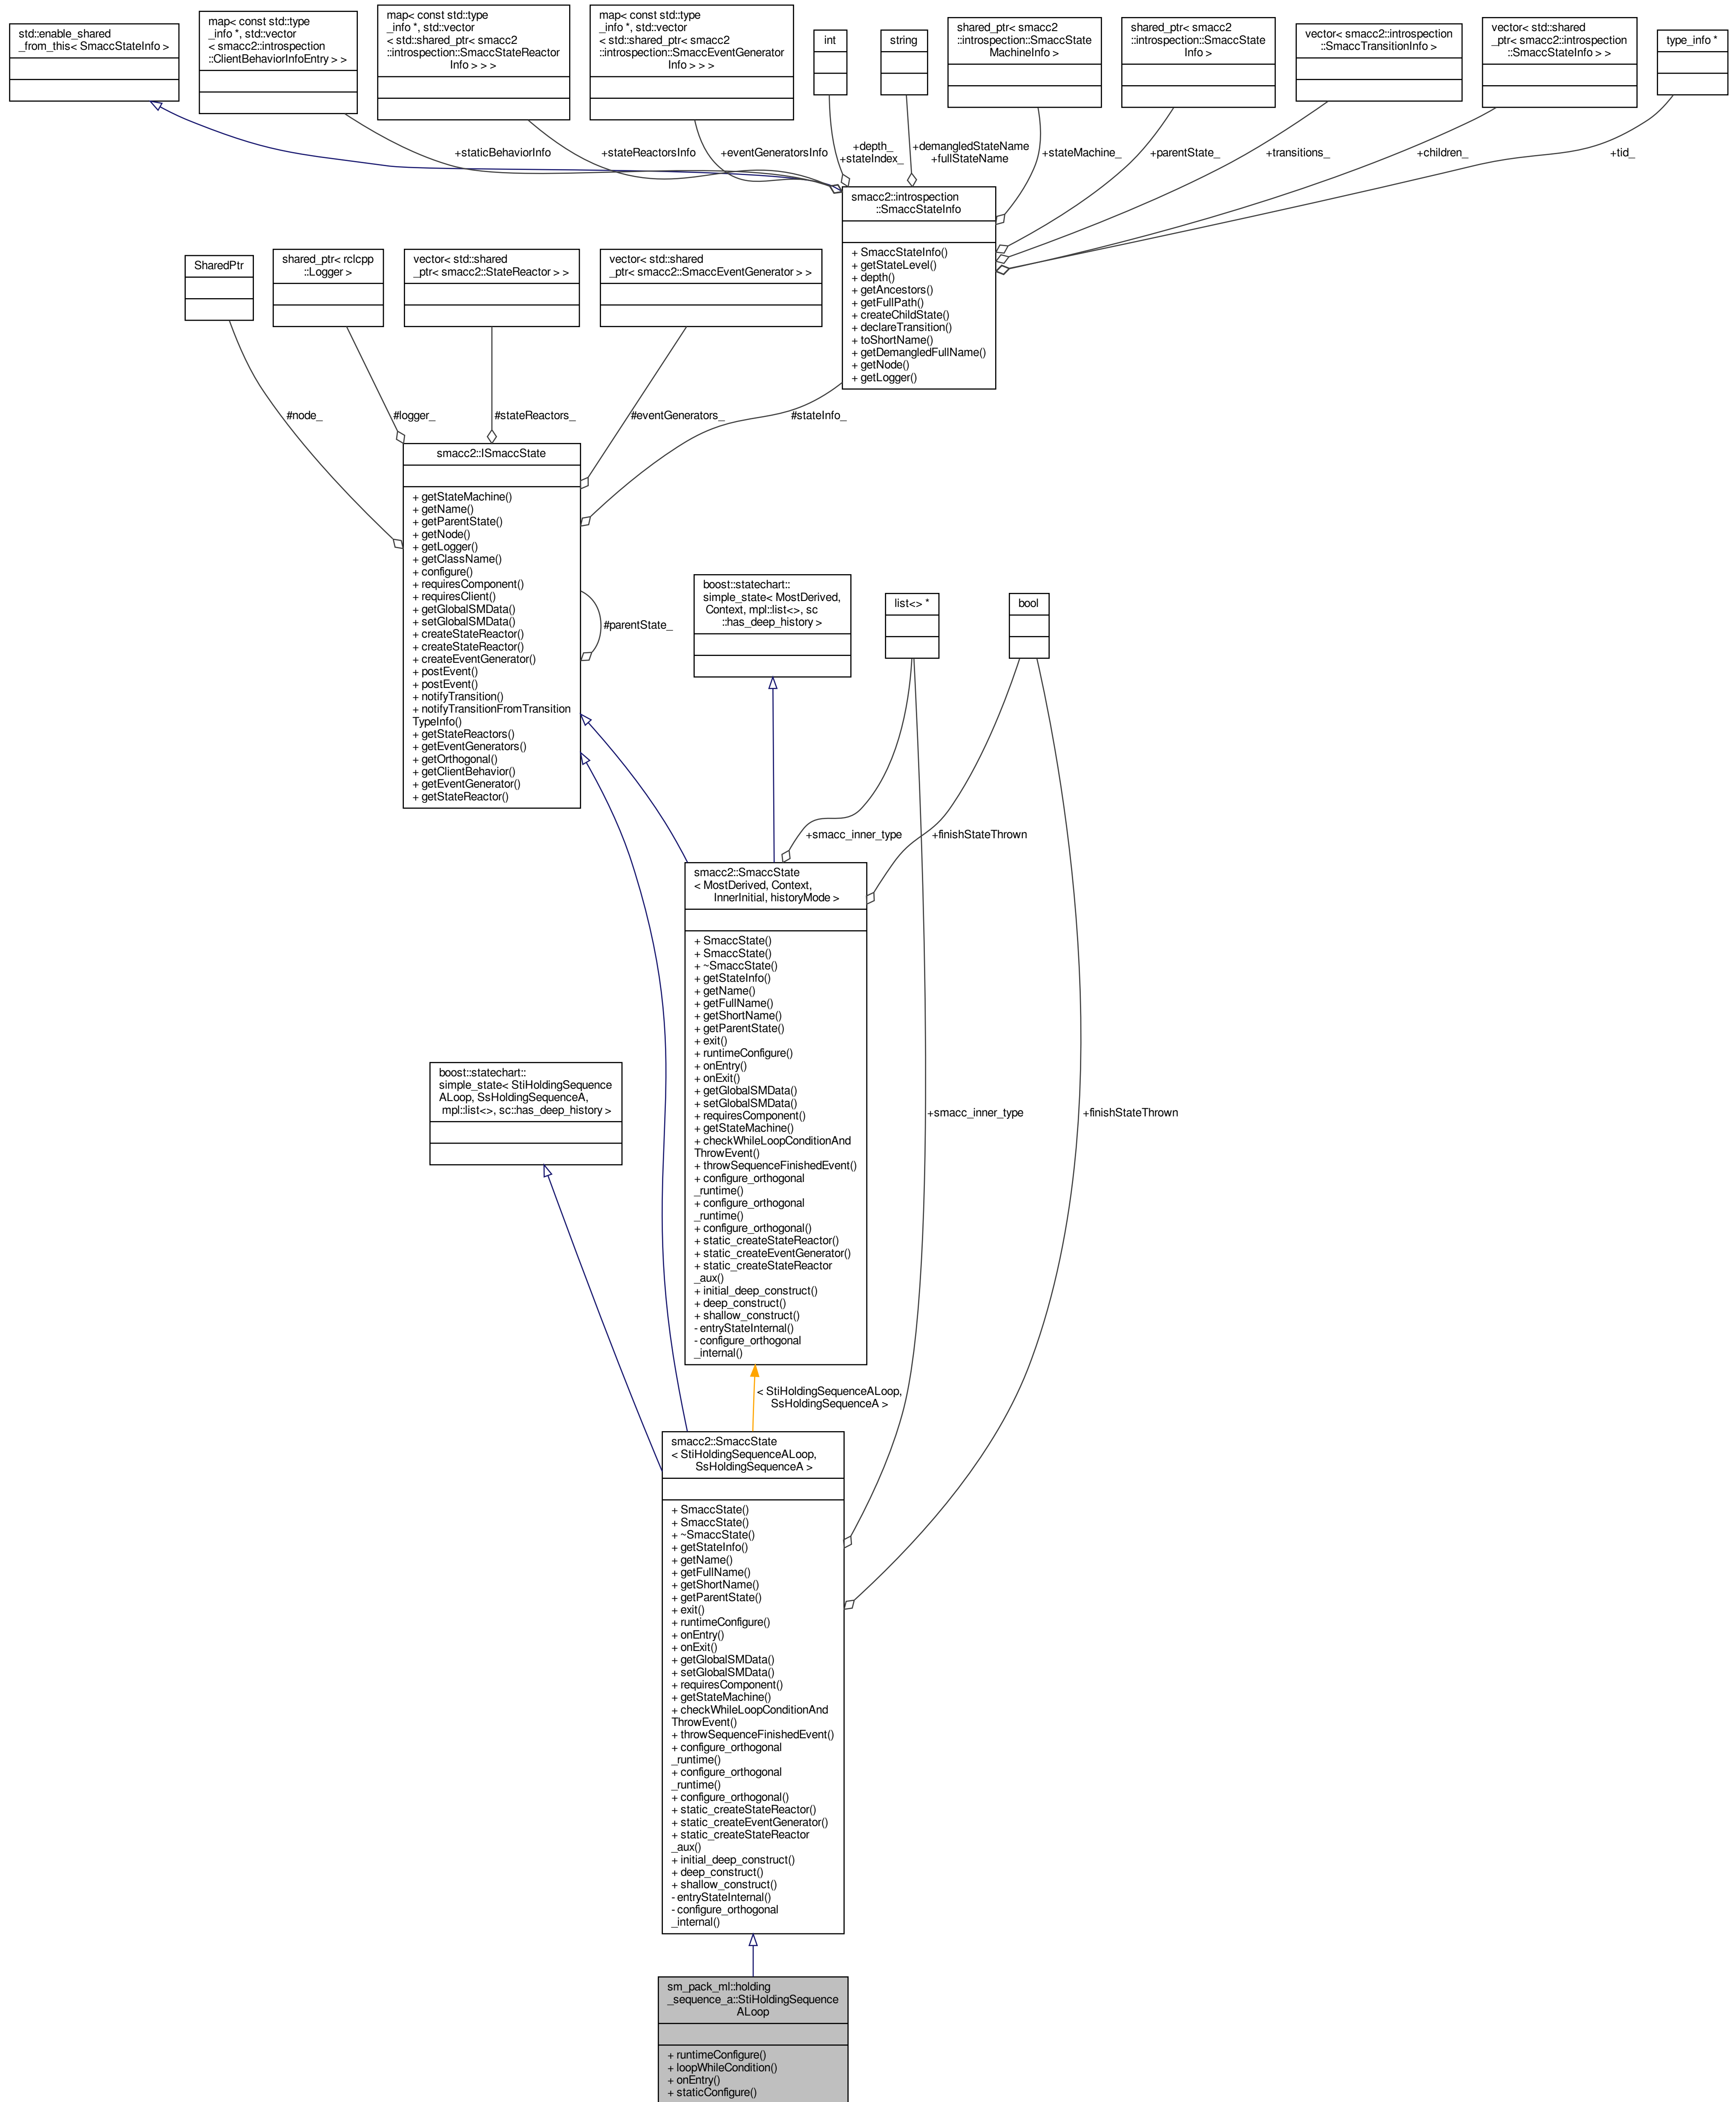 std::enable_shared
_from_this< SmaccStateInfo >
map< const std::type
_info *, std::vector
< smacc2::introspection
::ClientBehaviorInfoEntry > >
map< const std::type
_info *, std::vector
< std::shared_ptr< smacc2
::introspection::SmaccStateReactor
Info > > >
map< const std::type
_info *, std::vector
< std::shared_ptr< smacc2
::introspection::SmaccEventGenerator
Info > > >
int
string
shared_ptr< smacc2
::introspection::SmaccState
MachineInfo >
shared_ptr< smacc2
::introspection::SmaccState
Info >
vector< smacc2::introspection
::SmaccTransitionInfo >
vector< std::shared
_ptr< smacc2::introspection
::SmaccStateInfo > >
type_info *
+staticBehaviorInfo
+stateReactorsInfo
+eventGeneratorsInfo
+depth_
+stateIndex_
+demangledStateName
+fullStateName
+stateMachine_
+parentState_
+transitions_
+children_
+tid_
smacc2::introspection
::SmaccStateInfo
+ SmaccStateInfo()
+ getStateLevel()
+ depth()
+ getAncestors()
+ getFullPath()
+ createChildState()
+ declareTransition()
+ toShortName()
+ getDemangledFullName()
+ getNode()
+ getLogger()
SharedPtr
shared_ptr< rclcpp
::Logger >
vector< std::shared
_ptr< smacc2::StateReactor > >
vector< std::shared
_ptr< smacc2::SmaccEventGenerator > >
#node_
#logger_
#stateReactors_
#eventGenerators_
#stateInfo_
smacc2::ISmaccState
+ getStateMachine()
+ getName()
+ getParentState()
+ getNode()
+ getLogger()
+ getClassName()
+ configure()
+ requiresComponent()
+ requiresClient()
+ getGlobalSMData()
+ setGlobalSMData()
+ createStateReactor()
+ createStateReactor()
+ createEventGenerator()
+ postEvent()
+ postEvent()
+ notifyTransition()
+ notifyTransitionFromTransition
TypeInfo()
+ getStateReactors()
+ getEventGenerators()
+ getOrthogonal()
+ getClientBehavior()
+ getEventGenerator()
+ getStateReactor()
#parentState_
boost::statechart::
simple_state< MostDerived,
Context, mpl::list<>, sc
::has_deep_history >
list<> *
bool
+smacc_inner_type
+finishStateThrown
smacc2::SmaccState
< MostDerived, Context,
InnerInitial, historyMode >
+ SmaccState()
+ SmaccState()
+ ~SmaccState()
+ getStateInfo()
+ getName()
+ getFullName()
+ getShortName()
+ getParentState()
+ exit()
+ runtimeConfigure()
+ onEntry()
+ onExit()
+ getGlobalSMData()
+ setGlobalSMData()
+ requiresComponent()
+ getStateMachine()
+ checkWhileLoopConditionAnd
ThrowEvent()
+ throwSequenceFinishedEvent()
+ configure_orthogonal
_runtime()
+ configure_orthogonal
_runtime()
+ configure_orthogonal()
+ static_createStateReactor()
+ static_createEventGenerator()
+ static_createStateReactor
_aux()
+ initial_deep_construct()
+ deep_construct()
+ shallow_construct()
- entryStateInternal()
- configure_orthogonal
_internal()
boost::statechart::
simple_state< StiHoldingSequence
ALoop, SsHoldingSequenceA,
mpl::list<>, sc::has_deep_history >
+smacc_inner_type
+finishStateThrown
< StiHoldingSequenceALoop,
SsHoldingSequenceA >
smacc2::SmaccState
< StiHoldingSequenceALoop,
SsHoldingSequenceA >
+ SmaccState()
+ SmaccState()
+ ~SmaccState()
+ getStateInfo()
+ getName()
+ getFullName()
+ getShortName()
+ getParentState()
+ exit()
+ runtimeConfigure()
+ onEntry()
+ onExit()
+ getGlobalSMData()
+ setGlobalSMData()
+ requiresComponent()
+ getStateMachine()
+ checkWhileLoopConditionAnd
ThrowEvent()
+ throwSequenceFinishedEvent()
+ configure_orthogonal
_runtime()
+ configure_orthogonal
_runtime()
+ configure_orthogonal()
+ static_createStateReactor()
+ static_createEventGenerator()
+ static_createStateReactor
_aux()
+ initial_deep_construct()
+ deep_construct()
+ shallow_construct()
- entryStateInternal()
- configure_orthogonal
_internal()
sm_pack_ml::holding
_sequence_a::StiHoldingSequence
ALoop
+ runtimeConfigure()
+ loopWhileCondition()
+ onEntry()
+ staticConfigure()